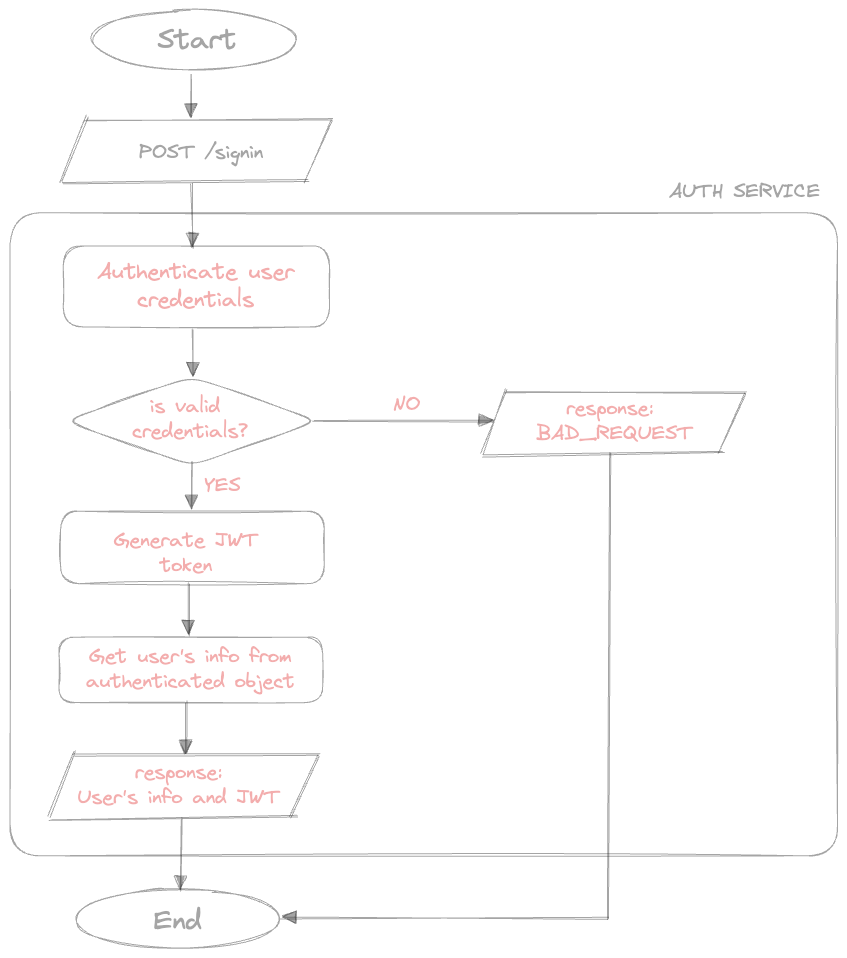 Start
POST /signin
AUTH SERVICE
Authenticate user
credentials
is valid
credentials?
NO
response:
BAD_REQUEST
YES
Generate JWT
token
Get user's info from
authenticated object
response:
User's info and JWT
End